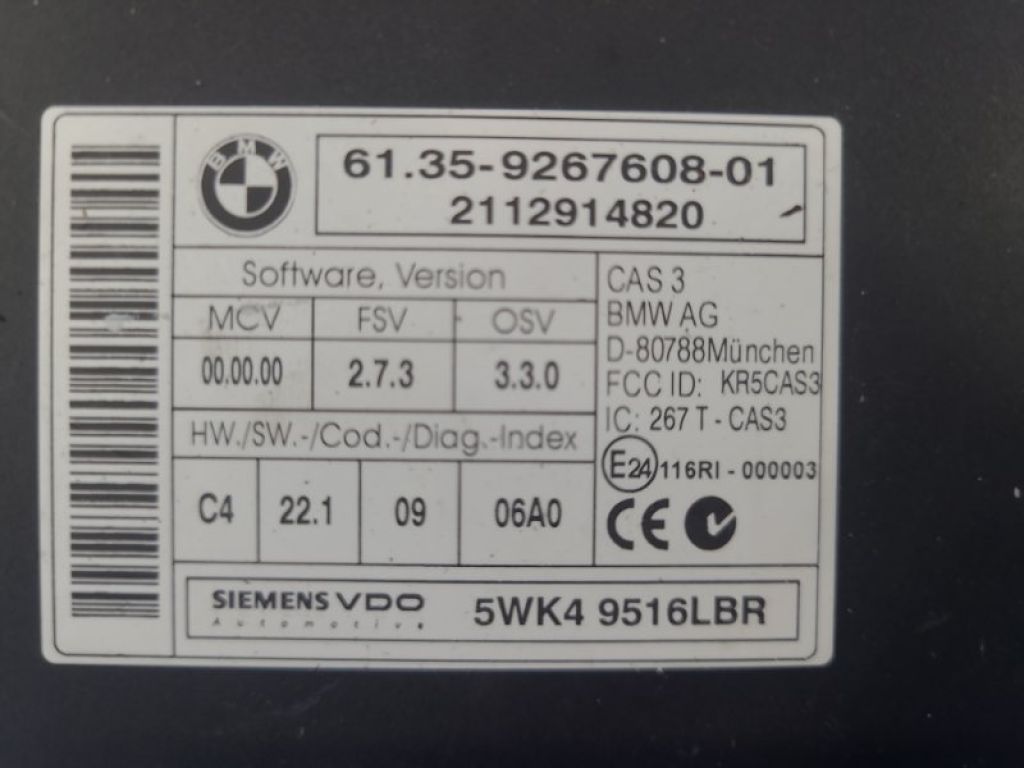 BMW
61.35-9267608-01
2112914820
Software, Version
MCV FSV OSV
00.00.00 2.7.3 3.3.0
HW./SW.-/Cod.-/Diag.-Index
C4 22.1 09 06A0
CAS 3
BMW AG
D-80788München
FCC ID: KR5CAS3
IC: 267 T - CAS3
E24 116RI - 000003
CE
SIEMENS VDO
Automotive
5WK4 9516LBR